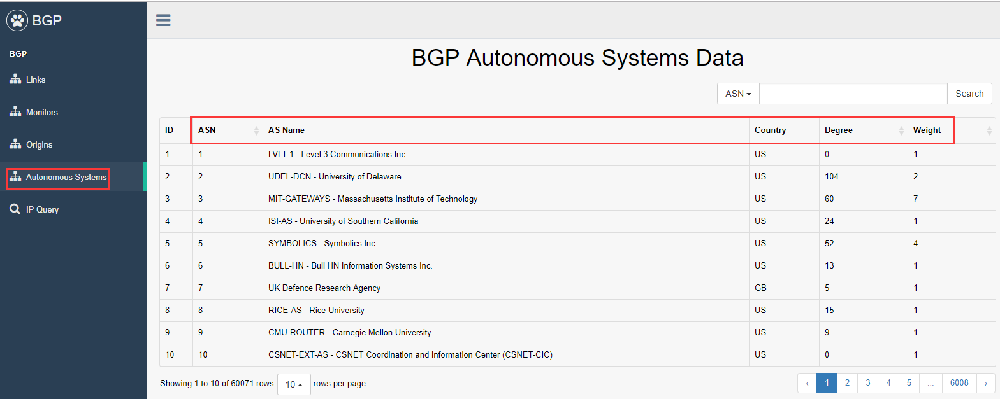 BGP
BGP
Links
Monitors
Origins
Autonomous Systems
IP Query
BGP Autonomous Systems Data
ASN Search
ID ASN AS Name Country Degree Weight
1 1 LVLT-1 - Level 3 Communications Inc. US 0 1
2 2 UDEL-DCN - University of Delaware US 104 2
3 3 MIT-GATEWAYS - Massachusetts Institute of Technology US 60 7
4 4 ISI-AS - University of Southern California US 24 1
5 5 SYMBOLICS - Symbolics Inc. US 52 4
6 6 BULL-HN - Bull HN Information Systems Inc. US 13 1
7 7 UK Defence Research Agency GB 5 1
8 8 RICE-AS - Rice University US 15 1
9 9 CMU-ROUTER - Carnegie Mellon University US 9 1
10 10 CSNET-EXT-AS - CSNET Coordination and Information Center (CSNET-CIC) US 0 1
Showing 1 to 10 of 60071 rows 10 rows per page ‹ 1 2 3 4 5 ... 6008 ›